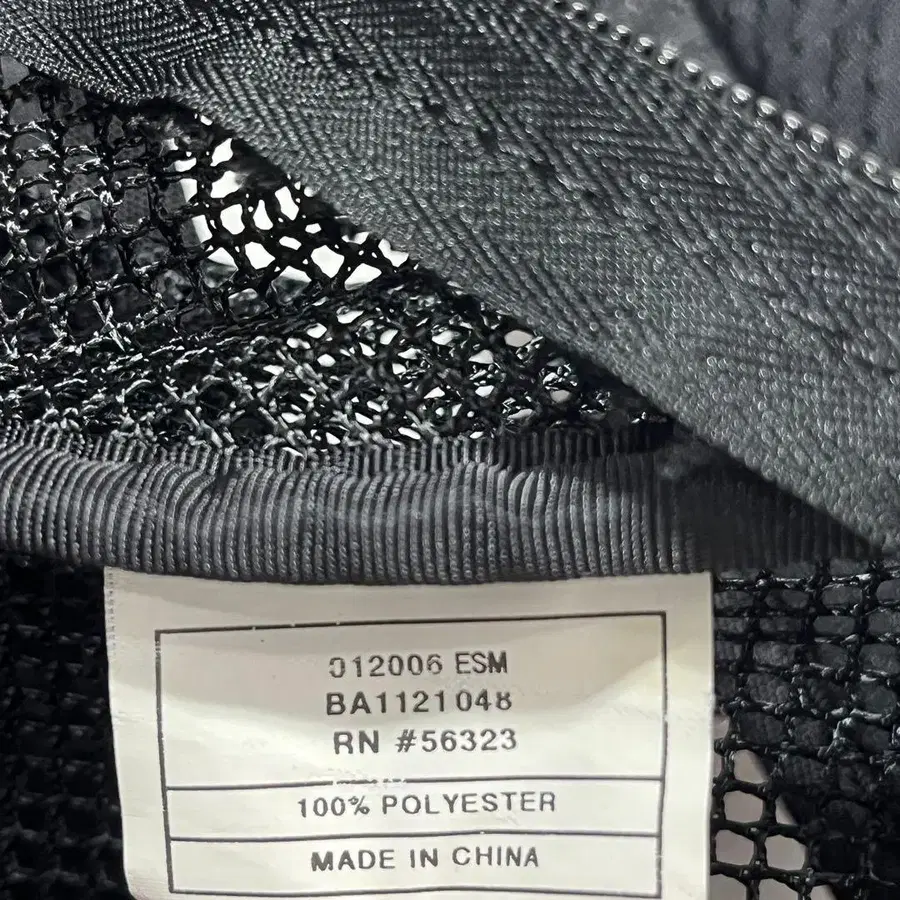 012006 ESM
BA1121048
RN #56323
100% POLYESTER
MADE IN CHINA